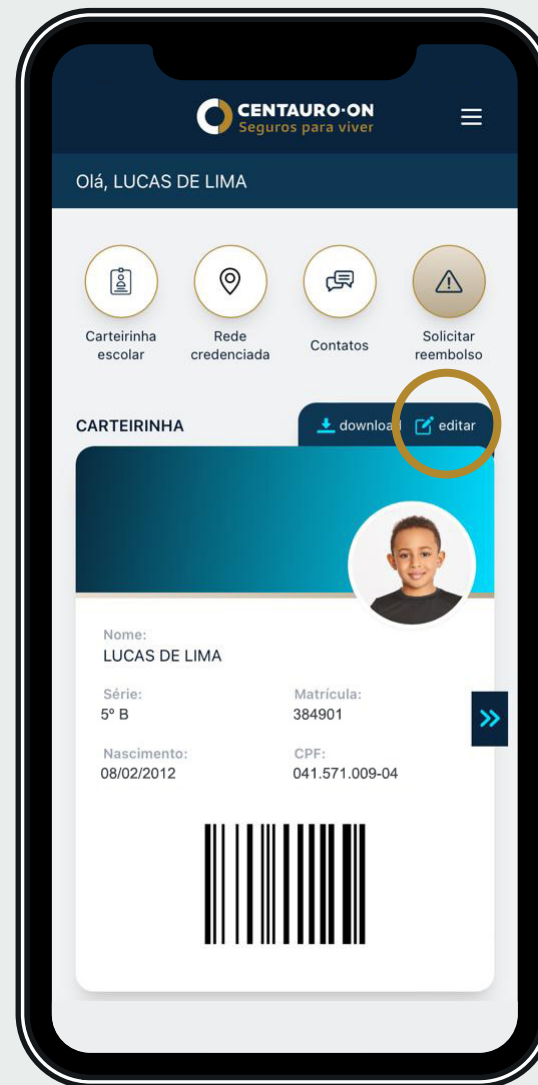 CENTAURO·ON
Seguros para viver
Olá, LUCAS DE LIMA
Carteirinha escolar
Rede credenciada
Contatos
Solicitar reembolso
CARTEIRINHA
download
editar
Nome:
LUCAS DE LIMA
Série:
Matrícula:
5º B
384901
Nascimento:
CPF:
08/02/2012
041.571.009-04